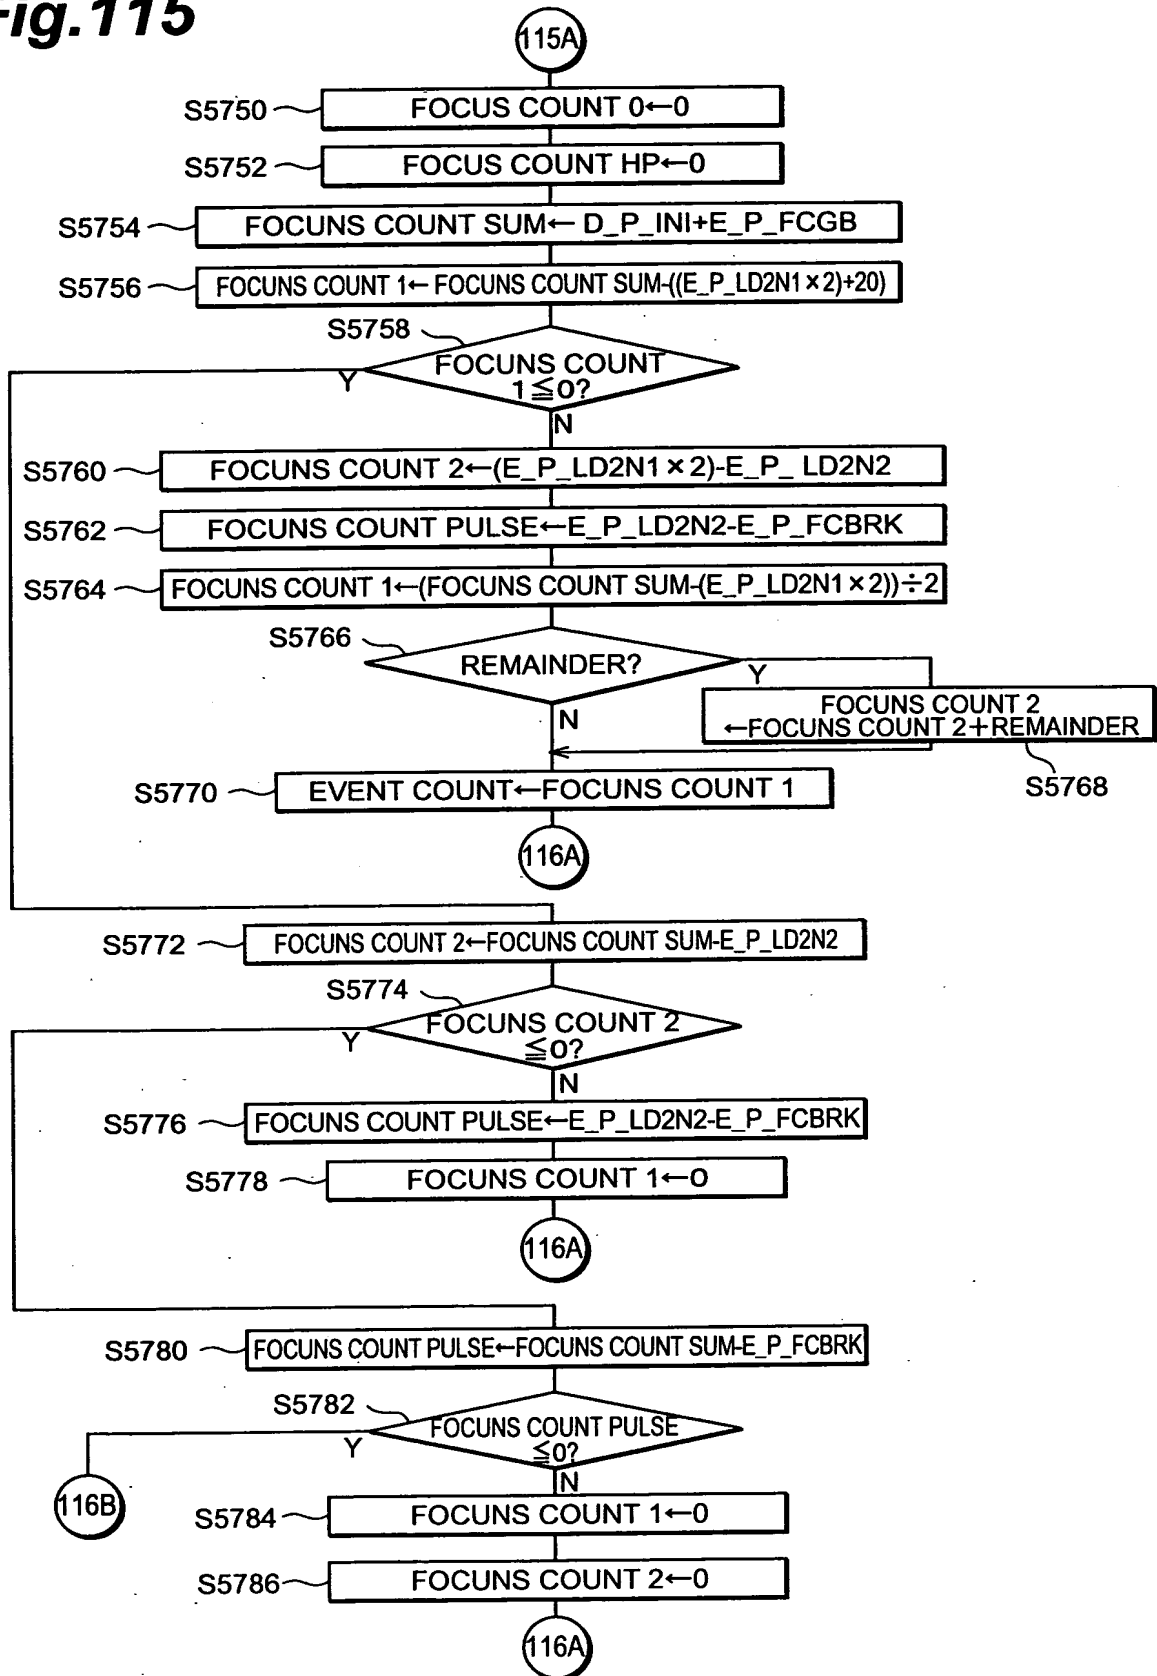 Fig.115
115A
S5750
FOCUS COUNT 0←0
S5752
FOCUS COUNT HP←0
S5754
FOCUNS COUNT SUM← D_P_INI+E_P_FCGB
S5756
FOCUNS COUNT 1← FOCUNS COUNT SUM-((E_P_LD2N1×2)+20)
S5758
FOCUNS COUNT
1≦0?
Y
N
S5760
FOCUNS COUNT 2←(E_P_LD2N1×2)-E_P_ LD2N2
S5762
FOCUNS COUNT PULSE←E_P_LD2N2-E_P_FCBRK
S5764
FOCUNS COUNT 1←(FOCUNS COUNT SUM-(E_P_LD2N1×2))÷2
S5766
REMAINDER?
Y
N
FOCUNS COUNT 2
←FOCUNS COUNT 2+REMAINDER
S5768
S5770
EVENT COUNT←FOCUNS COUNT 1
116A
S5772
FOCUNS COUNT 2←FOCUNS COUNT SUM-E_P_LD2N2
S5774
FOCUNS COUNT 2
≦0?
Y
N
S5776
FOCUNS COUNT PULSE←E_P_LD2N2-E_P_FCBRK
S5778
FOCUNS COUNT 1←0
116A
S5780
FOCUNS COUNT PULSE←FOCUNS COUNT SUM-E_P_FCBRK
S5782
FOCUNS COUNT PULSE
≦0?
Y
N
116B
S5784
FOCUNS COUNT 1←0
S5786
FOCUNS COUNT 2←0
116A